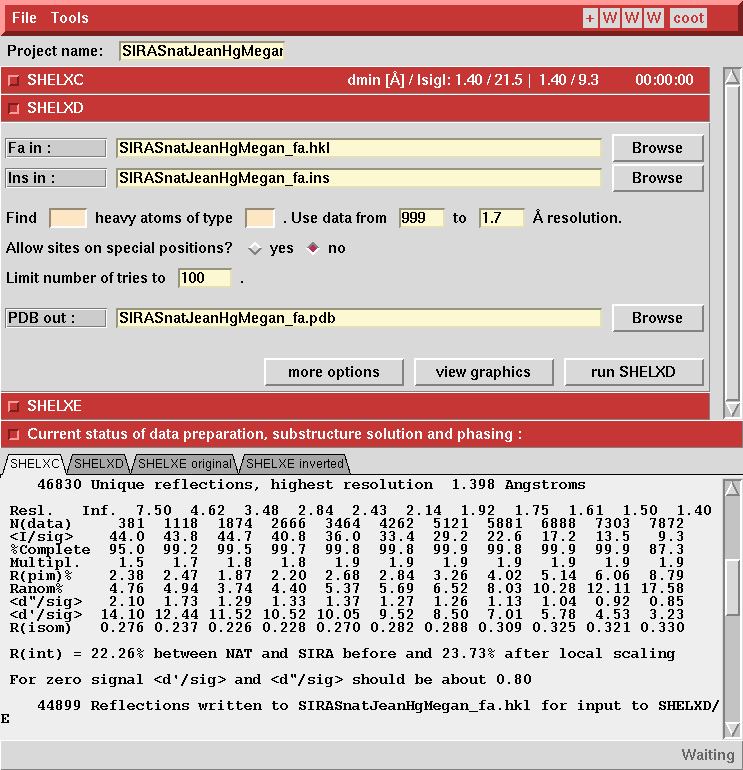 File Tools + W W W coot
Project name: SIRASnatJeanHgMegan
SHELXC dmin [Å] / Isigl: 1.40 / 21.5 | 1.40 / 9.3 00:00:00
SHELXD
Fa in : SIRASnatJeanHgMegan_fa.hkl Browse
Ins in : SIRASnatJeanHgMegan_fa.ins Browse
Find heavy atoms of type . Use data from 999 to 1.7 Å resolution.
Allow sites on special positions? yes no
Limit number of tries to 100 .
PDB out : SIRASnatJeanHgMegan_fa.pdb Browse
more options view graphics run SHELXD
SHELXE
Current status of data preparation, substructure solution and phasing :
SHELXC SHELXD SHELXE original SHELXE inverted
46830 Unique reflections, highest resolution 1.398 Angstroms
Resl. Inf. 7.50 4.62 3.48 2.84 2.43 2.14 1.92 1.75 1.61 1.50 1.40
N(data) 381 1118 1874 2666 3464 4262 5121 5881 6888 7303 7872
<I/sig> 44.0 43.8 44.7 40.8 36.0 33.4 29.2 22.6 17.2 13.5 9.3
%Complete 95.0 99.2 99.5 99.7 99.8 99.8 99.9 99.8 99.9 99.9 87.3
Multipl. 1.5 1.7 1.8 1.8 1.9 1.9 1.9 1.9 1.9 1.9 1.9
R(pim)% 2.38 2.47 1.87 2.20 2.68 2.84 3.26 4.02 5.14 6.06 8.79
Ranom% 4.76 4.94 3.74 4.40 5.37 5.69 6.52 8.03 10.28 12.11 17.58
<d"/sig> 2.10 1.73 1.29 1.33 1.37 1.27 1.26 1.13 1.04 0.92 0.85
<d'/sig> 14.10 12.44 11.52 10.52 10.05 9.52 8.50 7.01 5.78 4.53 3.23
R(isom) 0.276 0.237 0.226 0.228 0.270 0.282 0.288 0.309 0.325 0.321 0.330
R(int) = 22.26% between NAT and SIRA before and 23.73% after local scaling
For zero signal <d'/sig> and <d"/sig> should be about 0.80
44899 Reflections written to SIRASnatJeanHgMegan_fa.hkl for input to SHELXD/
E
Waiting